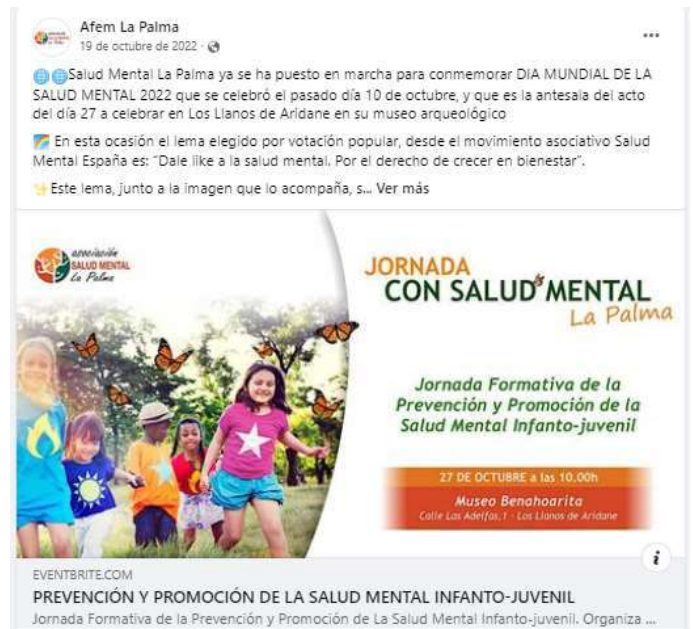 Afem La Palma
19 de octubre de 2022 ·
Salud Mental La Palma ya se ha puesto en marcha para conmemorar DIA MUNDIAL DE LA
SALUD MENTAL 2022 que se celebró el pasado día 10 de octubre, y que es la antesala del acto
del día 27 a celebrar en Los Llanos de Aridane en su museo arqueológico
En esta ocasión el lema elegido por votación popular, desde el movimiento asociativo Salud
Mental España es: "Dale like a la salud mental. Por el derecho de crecer en bienestar".
Este lema, junto a la imagen que lo acompaña, s... Ver más
asociación
SALUD MENTAL
La Palma
JORNADA
CON SALUD MENTAL
La Palma
Jornada Formativa de la
Prevención y Promoción de la
Salud Mental Infanto-juvenil
27 DE OCTUBRE a las 10,00h
Museo Benahoarita
Calle Las Adelfas,1 - Los Llanos de Aridane
EVENTBRITE.COM
PREVENCIÓN Y PROMOCIÓN DE LA SALUD MENTAL INFANTO-JUVENIL
Jornada Formativa de la Prevención y Promoción de La Salud Mental Infanto-juvenil. Organiza ...